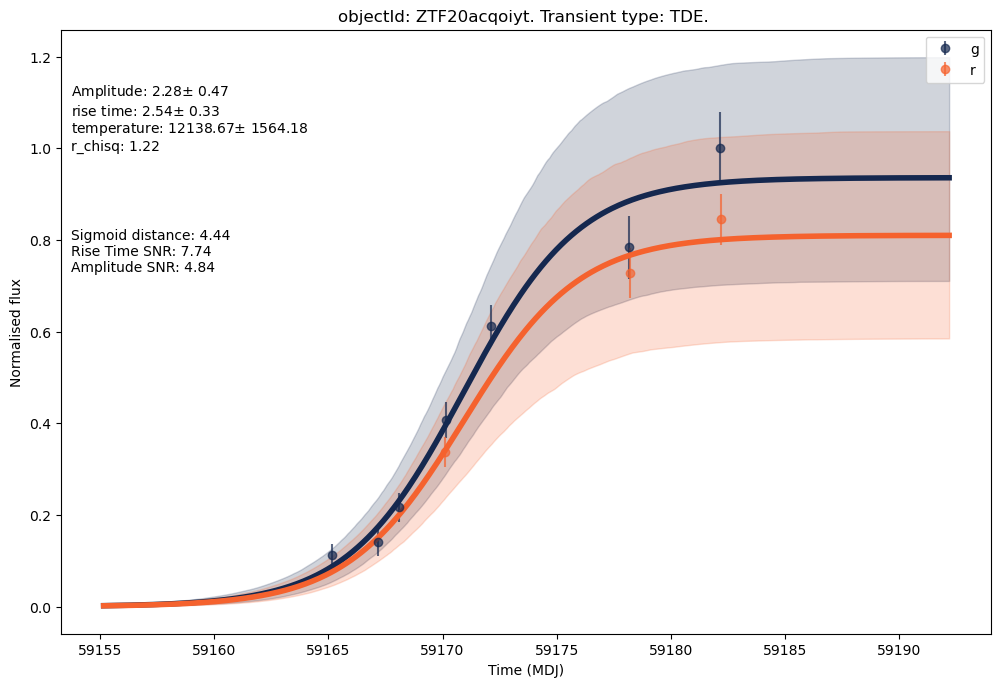 objectId: ZTF20acqoiyt. Transient type: TDE.
g
r
Amplitude: 2.28± 0.47
rise time: 2.54± 0.33
temperature: 12138.67± 1564.18
r_chisq: 1.22
Sigmoid distance: 4.44
Rise Time SNR: 7.74
Amplitude SNR: 4.84
Normalised flux
1.2
1.0
0.8
0.6
0.4
0.2
0.0
59155 59160 59165 59170 59175 59180 59185 59190
Time (MDJ)